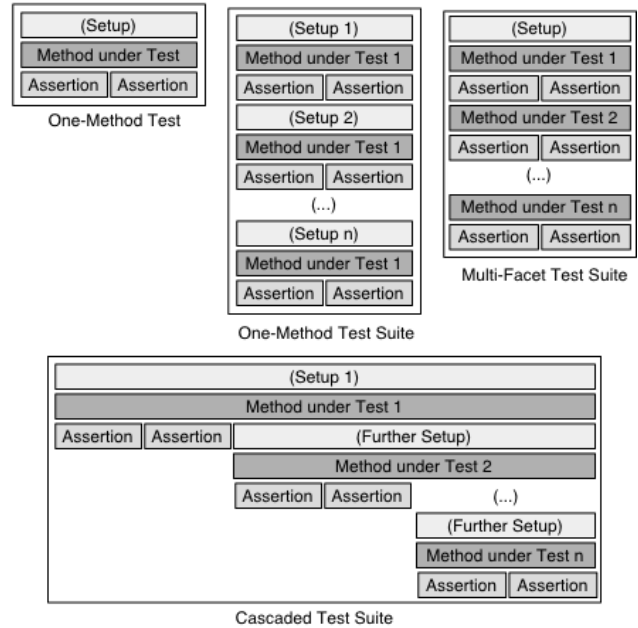 (Setup)
Method under Test
Assertion Assertion
One-Method Test
(Setup 1)
Method under Test 1
Assertion Assertion
(Setup 2)
Method under Test 1
Assertion Assertion
(...)
(Setup n)
Method under Test 1
Assertion Assertion
One-Method Test Suite
(Setup)
Method under Test 1
Assertion Assertion
Method under Test 2
Assertion Assertion
(...)
Method under Test n
Assertion Assertion
Multi-Facet Test Suite
(Setup 1)
Method under Test 1
Assertion Assertion (Further Setup)
Method under Test 2
Assertion Assertion (...)
(Further Setup)
Method under Test n
Assertion Assertion
Cascaded Test Suite